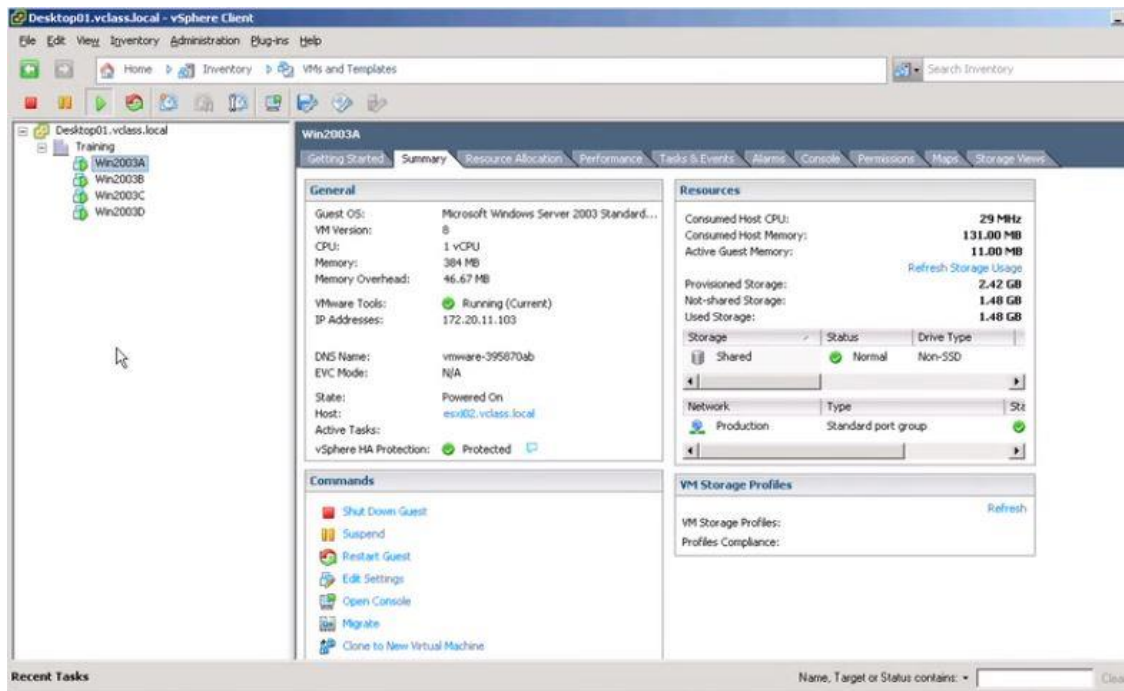 Desktop01.vclass.local - vSphere Client
File Edit View Inventory Administration Plug-ins Help
Home Inventory VMs and Templates Search Inventory
Desktop01.vclass.local
Training
Win2003A
Win2003B
Win2003C
Win2003D
Win2003A
Getting Started Summary Resource Allocation Performance Tasks & Events Alarms Console Permissions Maps Storage Views
General
Guest OS: Microsoft Windows Server 2003 Standard...
VM Version: 8
CPU: 1 vCPU
Memory: 384 MB
Memory Overhead: 46.67 MB
VMware Tools: Running (Current)
IP Addresses: 172.20.11.103
DNS Name: vmware-395870ab
EVC Mode: N/A
State: Powered On
Host: esxi02.vclass.local
Active Tasks:
vSphere HA Protection: Protected
Commands
Shut Down Guest
Suspend
Restart Guest
Edit Settings
Open Console
Migrate
Clone to New Virtual Machine
Resources
Consumed Host CPU: 29 MHz
Consumed Host Memory: 131.00 MB
Active Guest Memory: 11.00 MB
Refresh Storage Usage
Provisioned Storage: 2.42 GB
Not-shared Storage: 1.48 GB
Used Storage: 1.48 GB
Storage Status Drive Type
Shared Normal Non-SSD
Network Type Sta
Production Standard port group
VM Storage Profiles
Refresh
VM Storage Profiles:
Profiles Compliance:
Recent Tasks Name, Target or Status contains: Clea